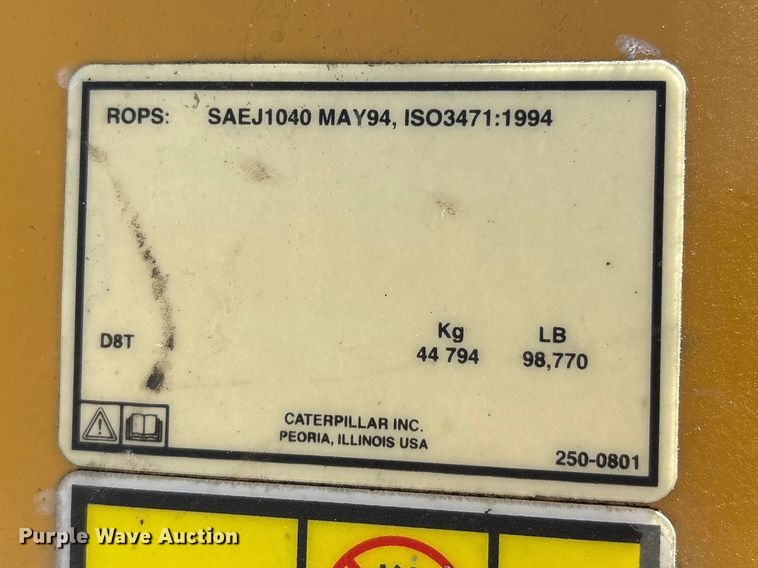 ROPS: SAEJ1040 MAY94, ISO3471:1994
Kg LB
D8T 44 794 98,770
CATERPILLAR INC.
PEORIA, ILLINOIS USA
250-0801
Purple Wave Auction